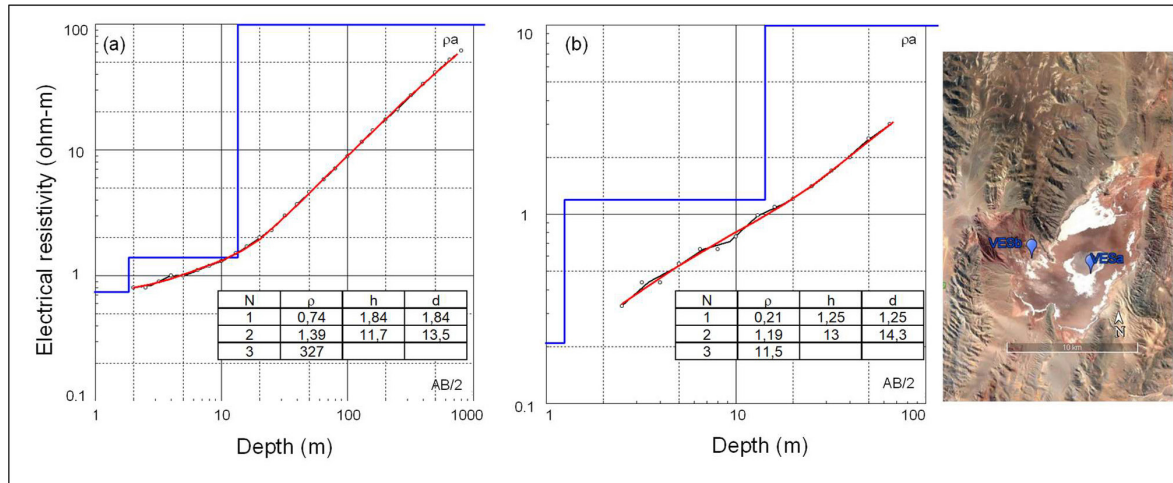 Electrical resistivity (ohm-m)
(a)
ρa
100
10
1
0.1
N ρ h d
1 0,74 1,84 1,84
2 1,39 11,7 13,5
3 327
AB/2
1 10 100 1000
Depth (m)
(b)
ρa
10
1
0.1
N ρ h d
1 0,21 1,25 1,25
2 1,19 13 14,3
3 11,5
AB/2
1 10 100
Depth (m)
VESb
VESa
N
10 km